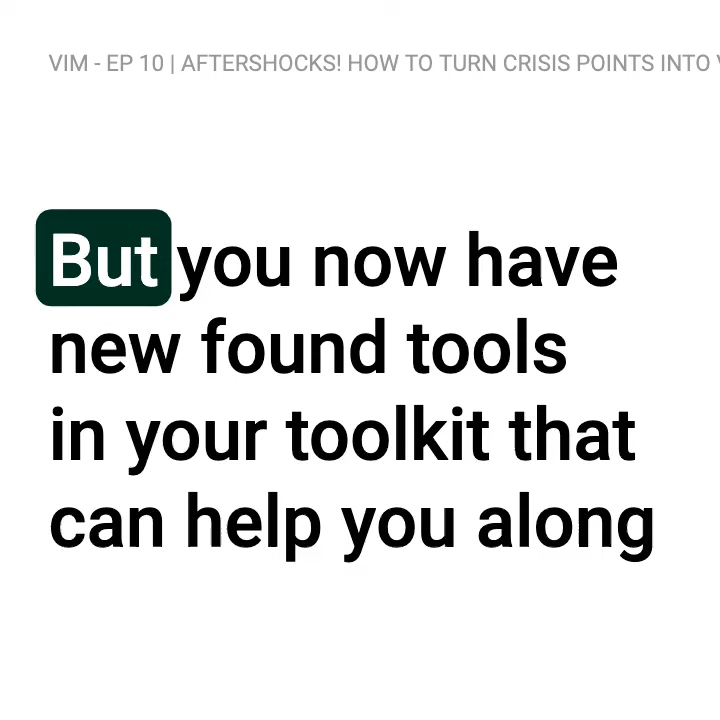 VIM - EP 10 | AFTERSHOCKS! HOW TO TURN CRISIS POINTS INTO
But you now have
new found tools
in your toolkit that
can help you along